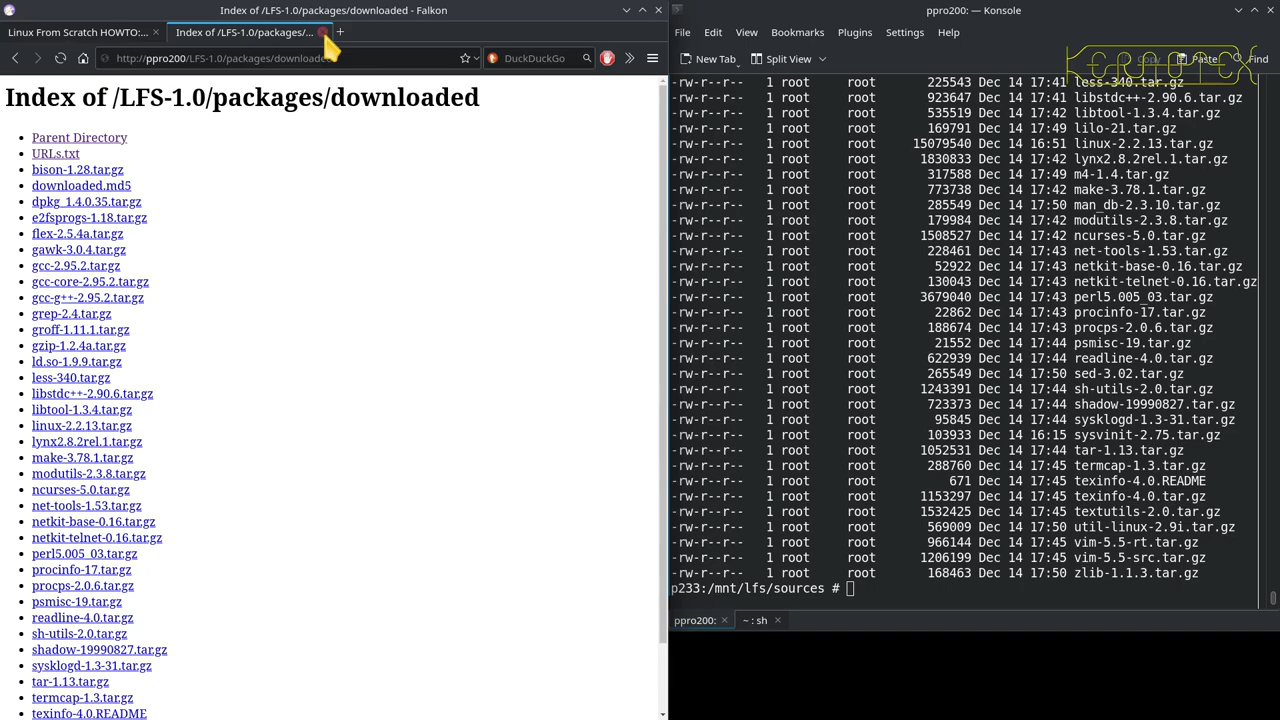 Index of /LFS-1.0/packages/downloaded - Falkon
Linux From Scratch HOWTO:...
Index of /LFS-1.0/packages/...
http://ppro200/LFS-1.0/packages/downloaded
DuckDuckGo
Index of /LFS-1.0/packages/downloaded
Parent Directory
URLs.txt
bison-1.28.tar.gz
downloaded.md5
dpkg_1.4.0.35.tar.gz
e2fsprogs-1.18.tar.gz
flex-2.5.4a.tar.gz
gawk-3.0.4.tar.gz
gcc-2.95.2.tar.gz
gcc-core-2.95.2.tar.gz
gcc-g++-2.95.2.tar.gz
grep-2.4.tar.gz
groff-1.11.1.tar.gz
gzip-1.2.4a.tar.gz
ld.so-1.9.9.tar.gz
less-340.tar.gz
libstdc++-2.90.6.tar.gz
libtool-1.3.4.tar.gz
linux-2.2.13.tar.gz
lynx2.8.2rel.1.tar.gz
make-3.78.1.tar.gz
modutils-2.3.8.tar.gz
ncurses-5.0.tar.gz
net-tools-1.53.tar.gz
netkit-base-0.16.tar.gz
netkit-telnet-0.16.tar.gz
perl5.005_03.tar.gz
procinfo-17.tar.gz
procps-2.0.6.tar.gz
psmisc-19.tar.gz
readline-4.0.tar.gz
sh-utils-2.0.tar.gz
shadow-19990827.tar.gz
sysklogd-1.3-31.tar.gz
tar-1.13.tar.gz
termcap-1.3.tar.gz
texinfo-4.0.README
ppro200: — Konsole
File Edit View Bookmarks Plugins Settings Help
New Tab Split View Copy Paste Find
-rw-r--r-- 1 root root 225543 Dec 14 17:41 less-340.tar.gz
-rw-r--r-- 1 root root 923647 Dec 14 17:41 libstdc++-2.90.6.tar.gz
-rw-r--r-- 1 root root 535519 Dec 14 17:42 libtool-1.3.4.tar.gz
-rw-r--r-- 1 root root 169791 Dec 14 17:49 lilo-21.tar.gz
-rw-r--r-- 1 root root 15079540 Dec 14 16:51 linux-2.2.13.tar.gz
-rw-r--r-- 1 root root 1830833 Dec 14 17:42 lynx2.8.2rel.1.tar.gz
-rw-r--r-- 1 root root 317588 Dec 14 17:49 m4-1.4.tar.gz
-rw-r--r-- 1 root root 773738 Dec 14 17:42 make-3.78.1.tar.gz
-rw-r--r-- 1 root root 285549 Dec 14 17:50 man_db-2.3.10.tar.gz
-rw-r--r-- 1 root root 179984 Dec 14 17:42 modutils-2.3.8.tar.gz
-rw-r--r-- 1 root root 1508527 Dec 14 17:42 ncurses-5.0.tar.gz
-rw-r--r-- 1 root root 228461 Dec 14 17:43 net-tools-1.53.tar.gz
-rw-r--r-- 1 root root 52922 Dec 14 17:43 netkit-base-0.16.tar.gz
-rw-r--r-- 1 root root 130043 Dec 14 17:43 netkit-telnet-0.16.tar.gz
-rw-r--r-- 1 root root 3679040 Dec 14 17:43 perl5.005_03.tar.gz
-rw-r--r-- 1 root root 22862 Dec 14 17:43 procinfo-17.tar.gz
-rw-r--r-- 1 root root 188674 Dec 14 17:43 procps-2.0.6.tar.gz
-rw-r--r-- 1 root root 21552 Dec 14 17:44 psmisc-19.tar.gz
-rw-r--r-- 1 root root 622939 Dec 14 17:44 readline-4.0.tar.gz
-rw-r--r-- 1 root root 265549 Dec 14 17:50 sed-3.02.tar.gz
-rw-r--r-- 1 root root 1243391 Dec 14 17:44 sh-utils-2.0.tar.gz
-rw-r--r-- 1 root root 723373 Dec 14 17:44 shadow-19990827.tar.gz
-rw-r--r-- 1 root root 95845 Dec 14 17:44 sysklogd-1.3-31.tar.gz
-rw-r--r-- 1 root root 103933 Dec 14 16:15 sysvinit-2.75.tar.gz
-rw-r--r-- 1 root root 1052531 Dec 14 17:44 tar-1.13.tar.gz
-rw-r--r-- 1 root root 288760 Dec 14 17:45 termcap-1.3.tar.gz
-rw-r--r-- 1 root root 671 Dec 14 17:45 texinfo-4.0.README
-rw-r--r-- 1 root root 1153297 Dec 14 17:45 texinfo-4.0.tar.gz
-rw-r--r-- 1 root root 1532425 Dec 14 17:45 textutils-2.0.tar.gz
-rw-r--r-- 1 root root 569009 Dec 14 17:50 util-linux-2.9i.tar.gz
-rw-r--r-- 1 root root 966144 Dec 14 17:45 vim-5.5-rt.tar.gz
-rw-r--r-- 1 root root 1206199 Dec 14 17:45 vim-5.5-src.tar.gz
-rw-r--r-- 1 root root 168463 Dec 14 17:50 zlib-1.1.3.tar.gz
p233:/mnt/lfs/sources #
ppro200:
~ : sh